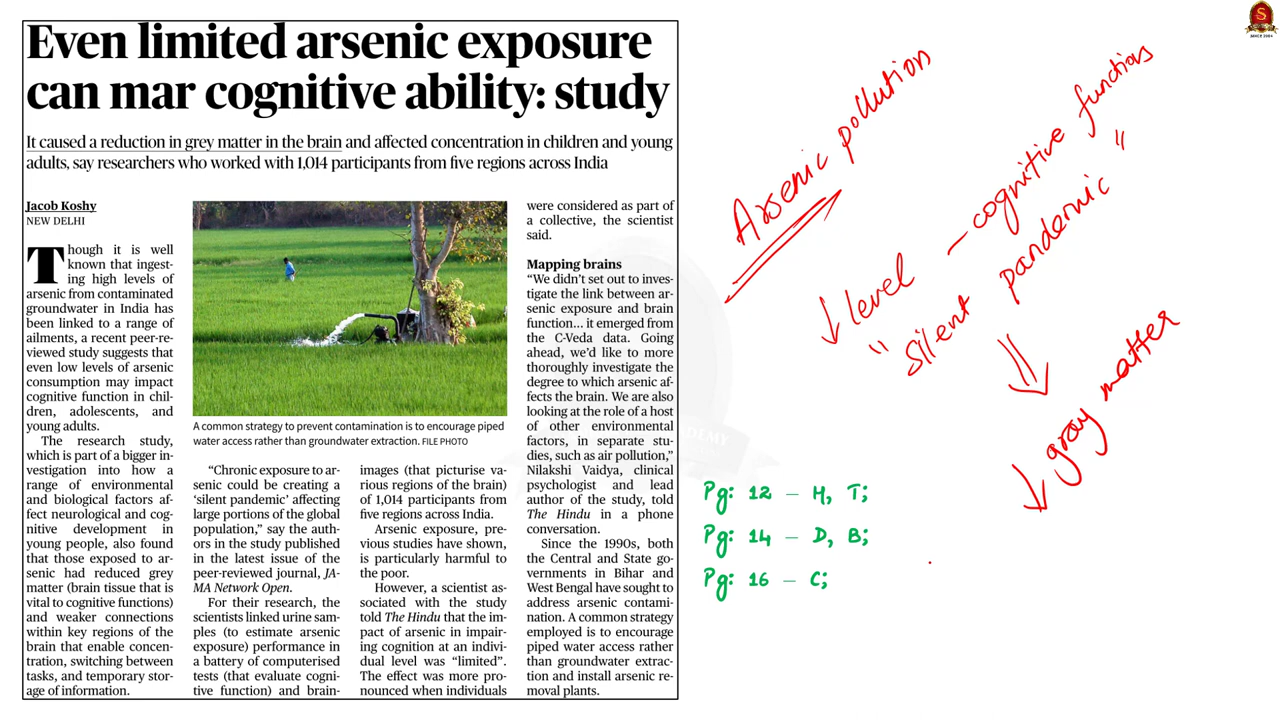 Even limited arsenic exposure
can mar cognitive ability: study
It caused a reduction in grey matter in the brain and affected concentration in children and young
adults, say researchers who worked with 1,014 participants from five regions across India
Jacob Koshy
NEW DELHI
Though it is well
known that ingest-
ing high levels of
arsenic from contaminated
groundwater in India has
been linked to a range of
ailments, a recent peer-re-
viewed study suggests that
even low levels of arsenic
consumption may impact
cognitive function in chil-
dren, adolescents, and
young adults.
The research study,
which is part of a bigger in-
vestigation into how a
range of environmental
and biological factors af-
fect neurological and cog-
nitive development in
young people, also found
that those exposed to ar-
senic had reduced grey
matter (brain tissue that is
vital to cognitive functions)
and weaker connections
within key regions of the
brain that enable concen-
tration, switching between
tasks, and temporary stor-
age of information.
A common strategy to prevent contamination is to encourage piped
water access rather than groundwater extraction. FILE PHOTO
“Chronic exposure to ar-
senic could be creating a
‘silent pandemic’ affecting
large portions of the global
population,” say the auth-
ors in the study published
in the latest issue of the
peer-reviewed journal, JA-
MA Network Open.
For their research, the
scientists linked urine sam-
ples (to estimate arsenic
exposure) performance in
a battery of computerised
tests (that evaluate cogni-
tive function) and brain-
images (that picturise va-
rious regions of the brain)
of 1,014 participants from
five regions across India.
Arsenic exposure, pre-
vious studies have shown,
is particularly harmful to
the poor.
However, a scientist as-
sociated with the study
told The Hindu that the im-
pact of arsenic in impair-
ing cognition at an indivi-
dual level was “limited”.
The effect was more pro-
nounced when individuals
were considered as part of
a collective, the scientist
said.
Mapping brains
“We didn’t set out to inves-
tigate the link between ar-
senic exposure and brain
function... it emerged from
the C-Veda data. Going
ahead, we’d like to more
thoroughly investigate the
degree to which arsenic af-
fects the brain. We are also
looking at the role of a host
of other environmental
factors, in separate stu-
dies, such as air pollution,”
Nilakshi Vaidya, clinical
psychologist and lead
author of the study, told
The Hindu in a phone
conversation.
Since the 1990s, both
the Central and State go-
vernments in Bihar and
West Bengal have sought to
address arsenic contami-
nation. A common strategy
employed is to encourage
piped water access rather
than groundwater extrac-
tion and install arsenic re-
moval plants.
Arsenic pollution
↓ level – cognitive functions
"silent pandemic"
⇓
↓ gray matter
Pg: 12 – H, T;
Pg: 14 – D, B;
Pg: 16 – C;
S
SINCE 2004